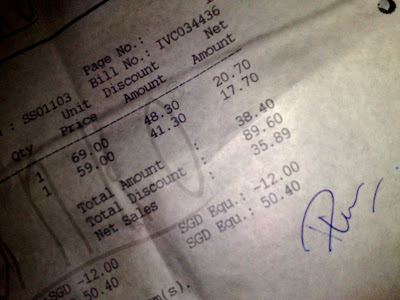 Page No.:
Bill No.: IVC034436
: SS01103 Unit Discount Net
Qty Price Amount Amount
1 69.00 48.30 20.70
1 59.00 41.30 17.70
Total Amount : 38.40
Total Discount : 89.60
Net Sales : 35.89
SGD Equ.: -12.00
SGD Equ.: 50.40
SGD -12.00
50.40
m(s).